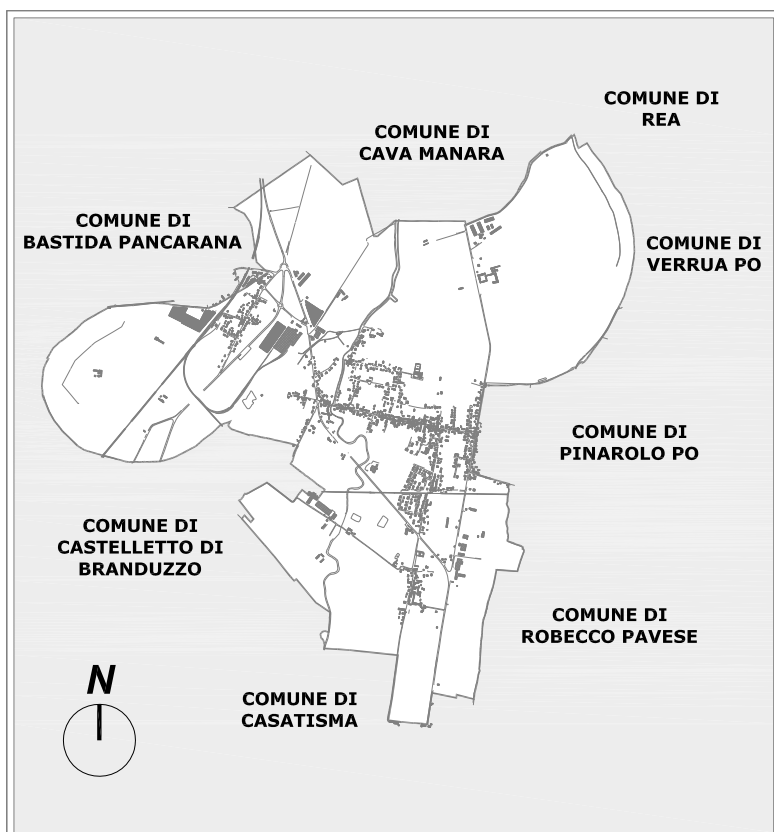 COMUNE DI
REA
COMUNE DI
CAVA MANARA
COMUNE DI
BASTIDA PANCARANA
COMUNE DI
VERRUA PO
COMUNE DI
PINAROLO PO
COMUNE DI
CASTELLETTO DI
BRANDUZZO
COMUNE DI
ROBECCO PAVESE
COMUNE DI
CASATISMA
N